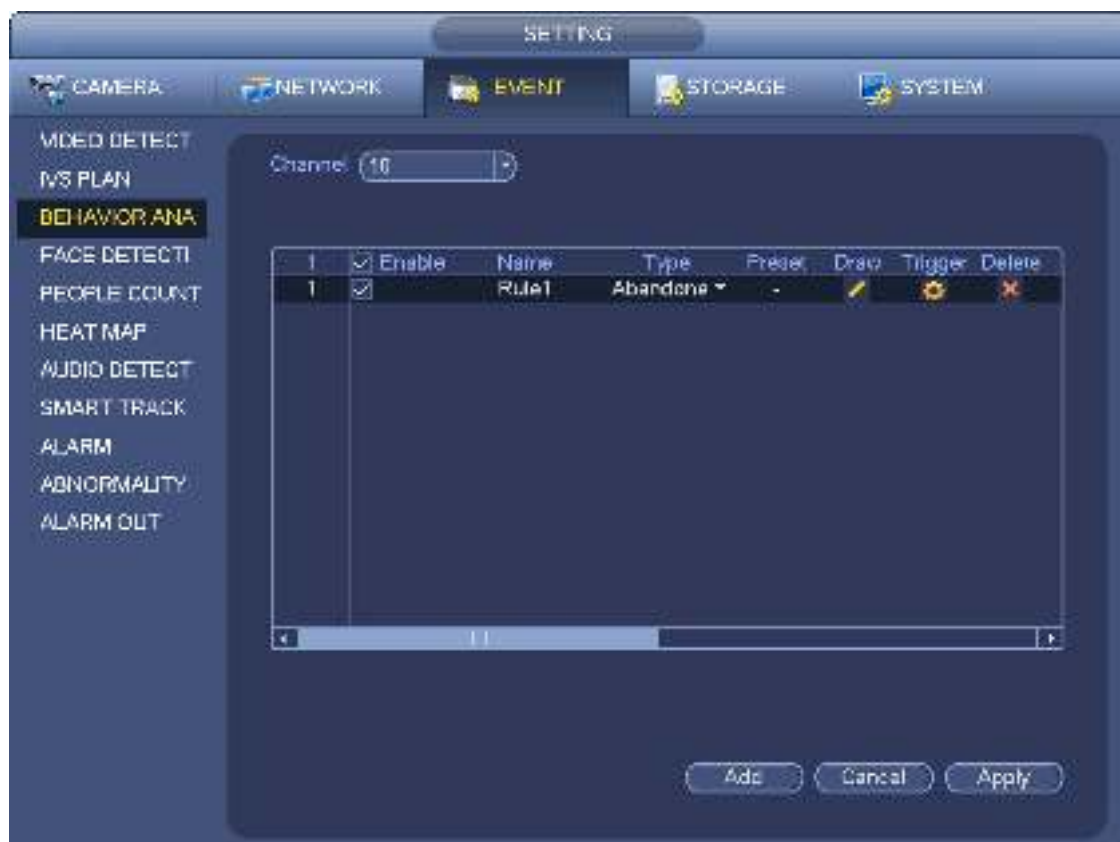 SETTING
CAMERA NETWORK EVENT STORAGE SYSTEM
VIDEO DETECT
IVS PLAN
BEHAVIOR ANA
FACE DETECTI
PEOPLE COUNT
HEAT MAP
AUDIO DETECT
SMART TRACK
ALARM
ABNORMALITY
ALARM OUT
Channel 16
1 Enable Name Type Preset Draw Trigger Delete
1 Rule1 Abandone -
Add Cancel Apply